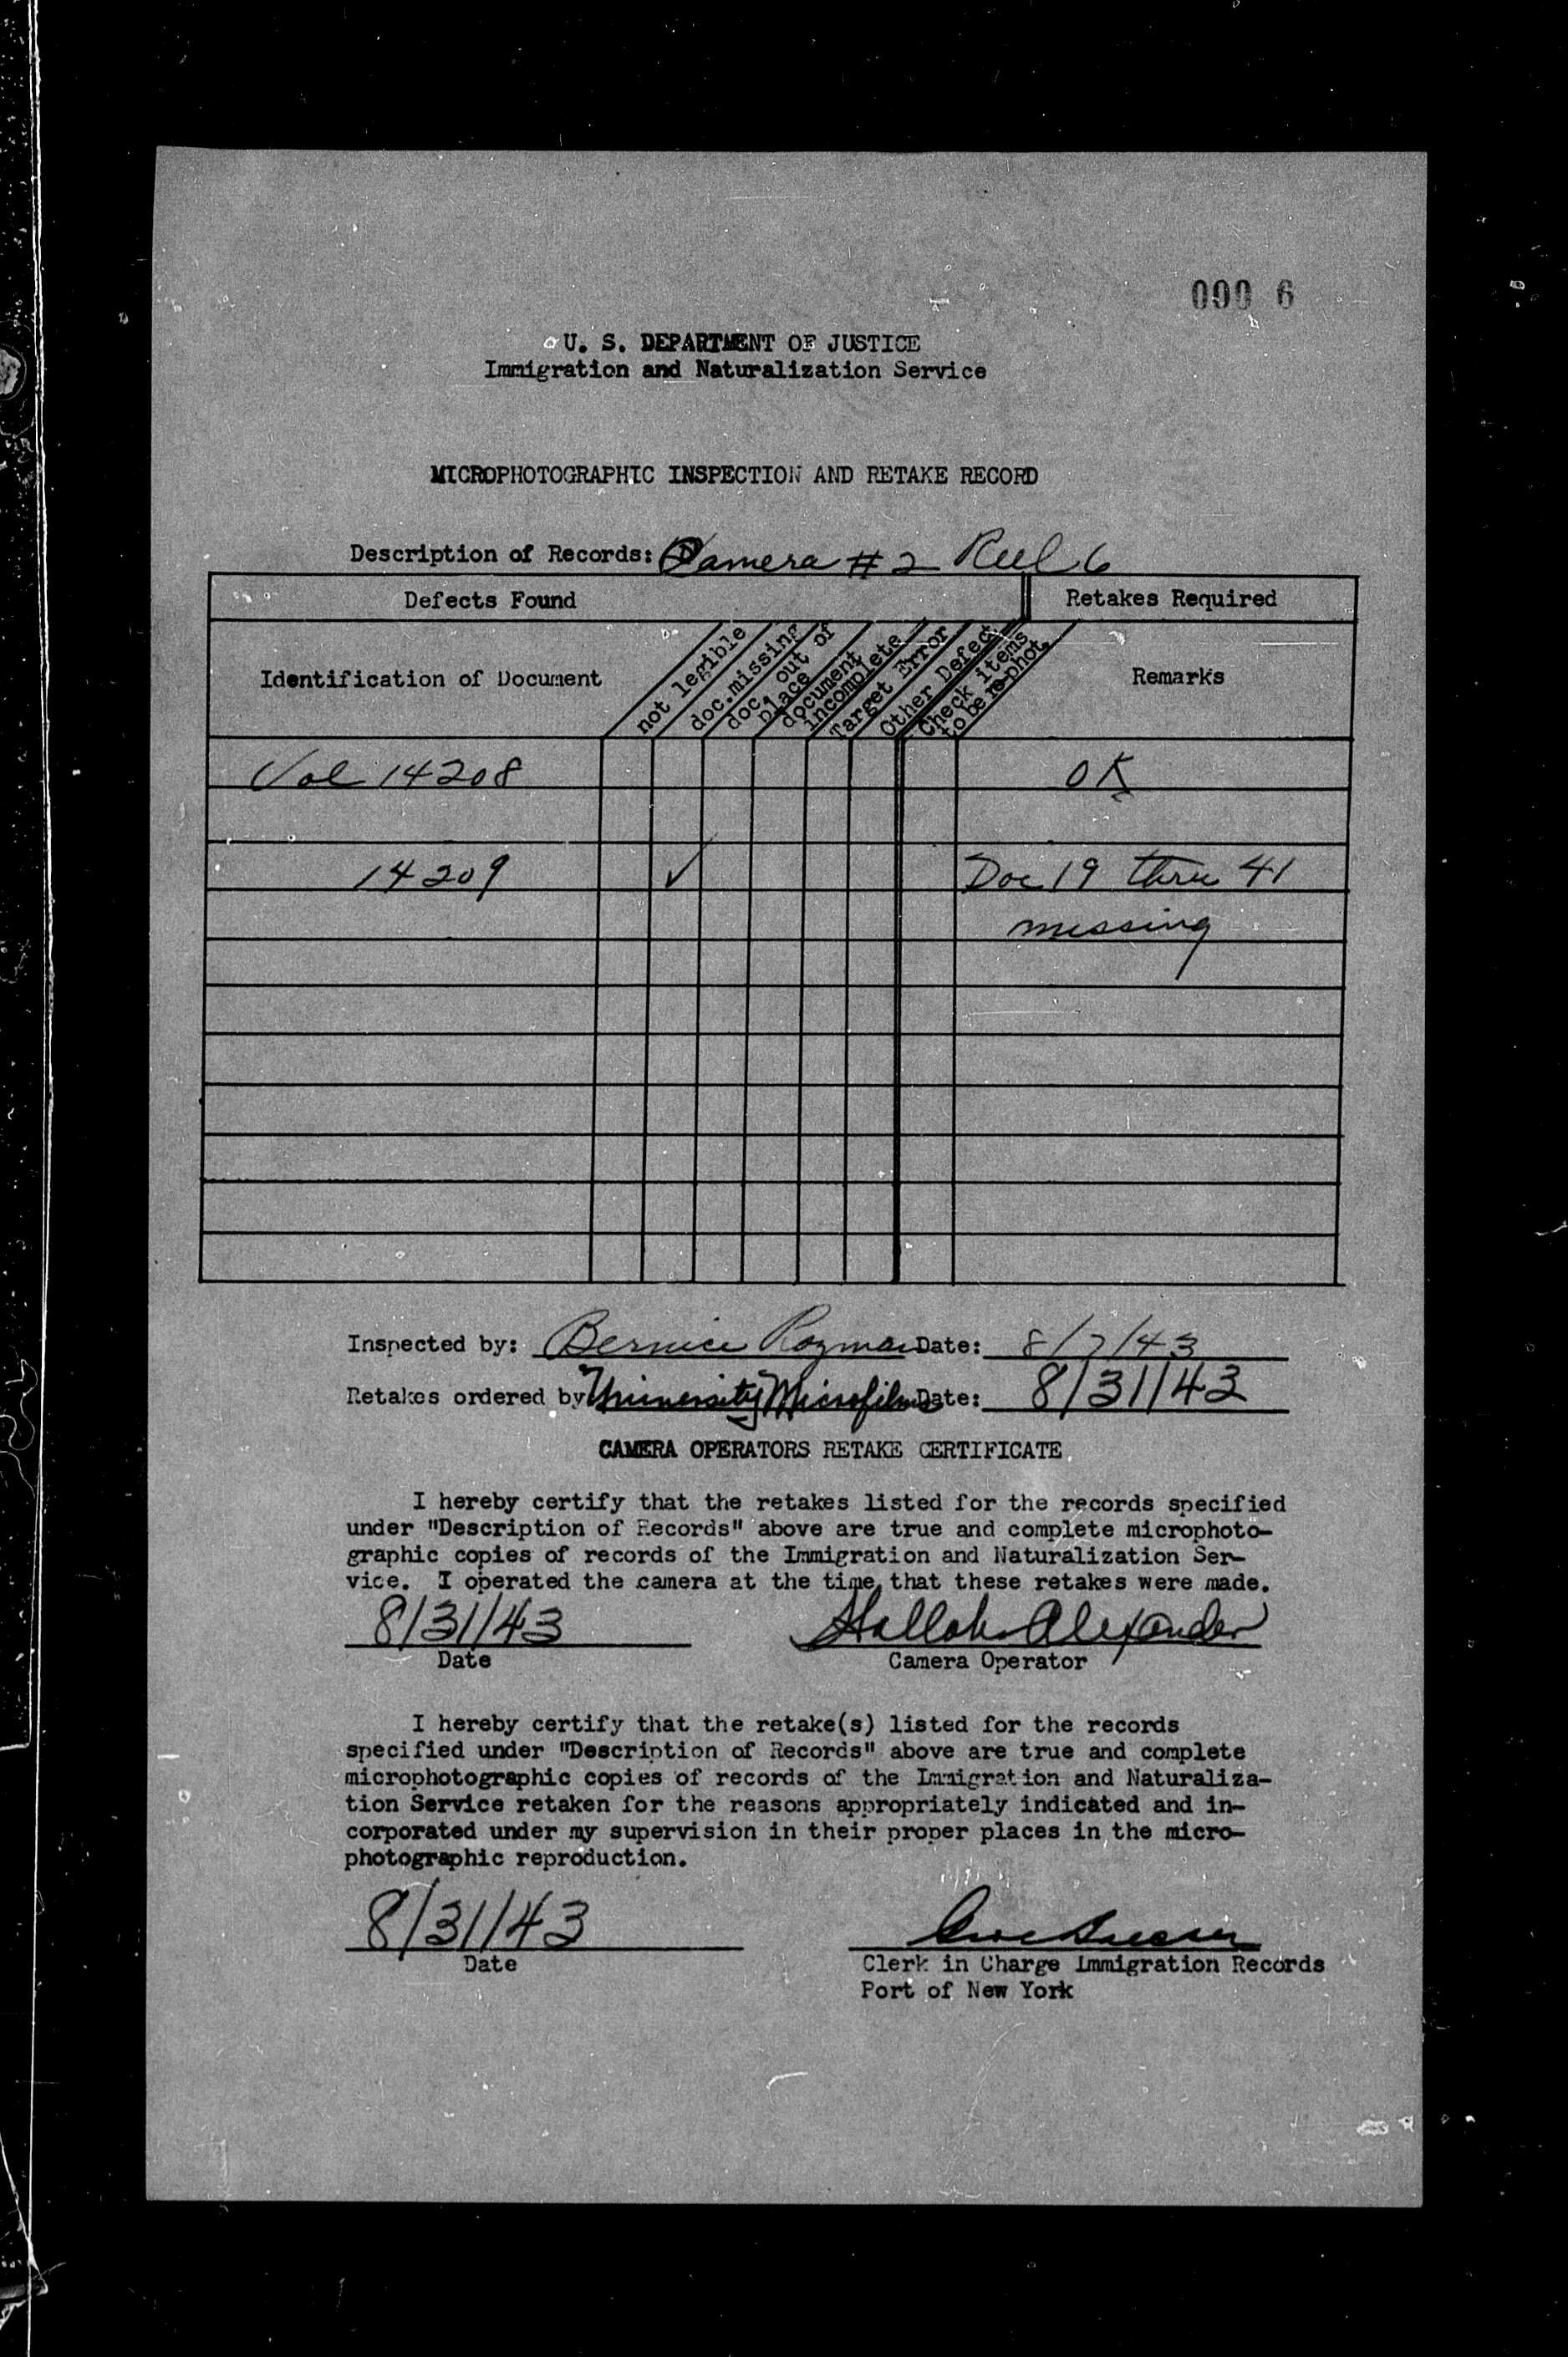 000 6
U. S. DEPARTMENT OF JUSTICE
Immigration and Naturalization Service
MICROPHOTOGRAPHIC INSPECTION AND RETAKE RECORD
Description of Records: Camera #2 Reel 6
Defects Found Retakes Required
Identification of Document not legible doc. missing doc. out of place document incomplete Target Error Other Defect Check items to be re-phot. Remarks
Vol 14208 OK
14209 ✓ Doc 19 thru 41
missing
Inspected by: Bernice Rozman Date: 8/7/43
Retakes ordered by University Microfilms Date: 8/31/43
CAMERA OPERATORS RETAKE CERTIFICATE
I hereby certify that the retakes listed for the records specified
under "Description of Records" above are true and complete microphoto-
graphic copies of records of the Immigration and Naturalization Ser-
vice. I operated the camera at the time that these retakes were made.
8/31/43 Alexander
Date Camera Operator
I hereby certify that the retake(s) listed for the records
specified under "Description of Records" above are true and complete
microphotographic copies of records of the Immigration and Naturaliza-
tion Service retaken for the reasons appropriately indicated and in-
corporated under my supervision in their proper places in the micro-
photographic reproduction.
8/31/43
Date Clerk in Charge Immigration Records
Port of New York